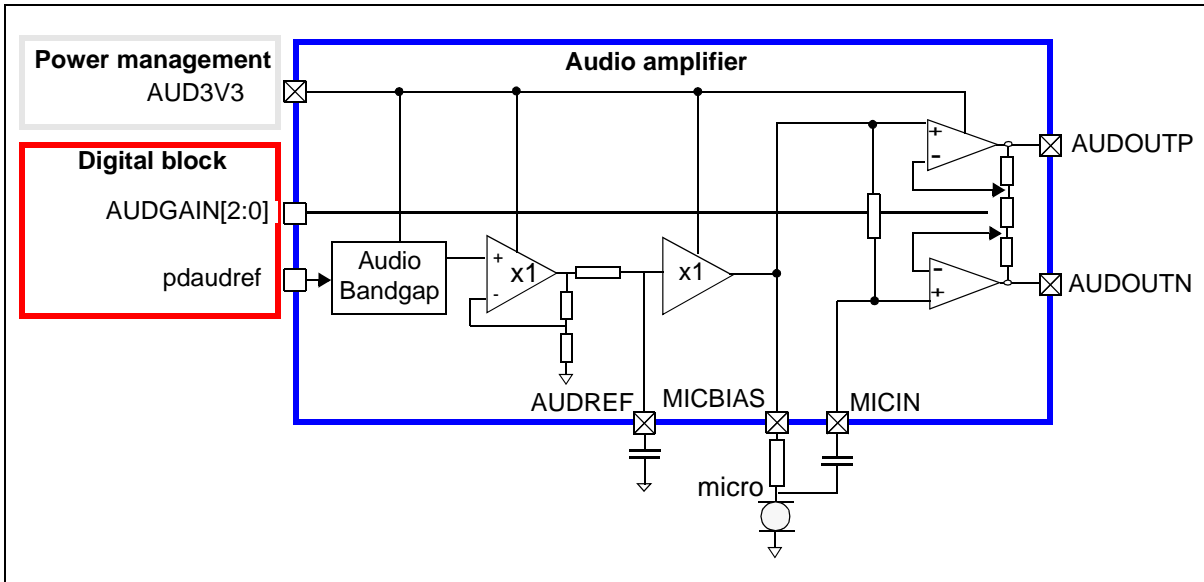 Power management
AUD3V3
Audio amplifier
Digital block
AUDGAIN[2:0]
pdaudref
Audio
Bandgap
+
-
x1
x1
+
-
-
+
AUDOUTP
AUDOUTN
AUDREF
MICBIAS
MICIN
micro